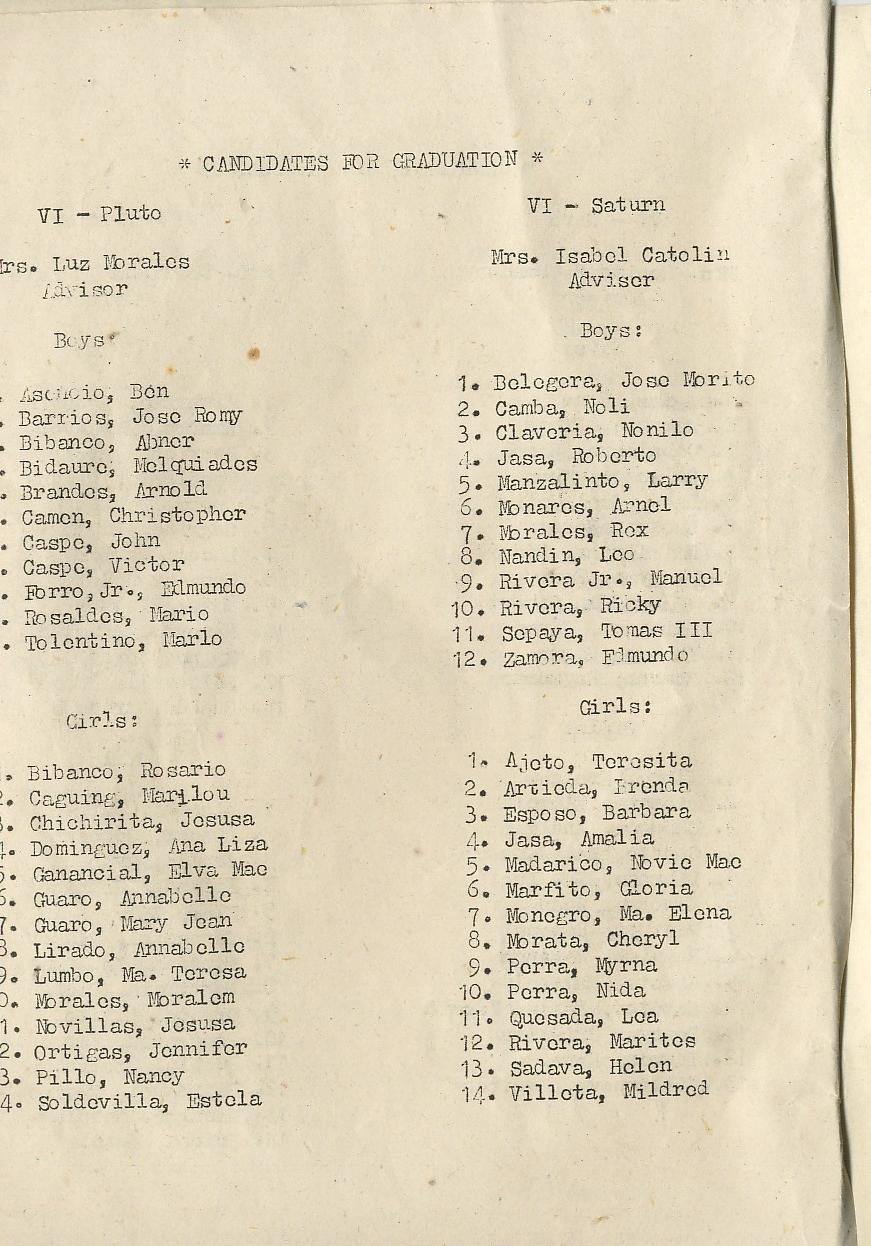 * CANDIDATES FOR GRADUATION *
VI - Pluto
Mrs. Luz Morales
Advisor
Boys:
. Ascucio, Ben
. Barrios, Jose Romy
. Bibanco, Abner
. Bidaure, Melquiades
. Brandes, Arnold
. Camen, Christopher
. Caspe, John
. Caspe, Victor
. Forro, Jr., Edmundo
. Rosaldes, Mario
. Tolentino, Marlo
Girls:
. Bibanco, Rosario
2. Caguing, Marilou
3. Chichirita, Jesusa
4. Dominguez, Ana Liza
5. Ganancial, Elva Mae
6. Guaro, Annabelle
7. Guaro, Mary Jean
8. Lirado, Annabelle
9. Lumbo, Ma. Teresa
0. Morales, Moralem
1. Novillas, Jesusa
2. Ortigas, Jennifer
3. Pillo, Nancy
4. Soldevilla, Estela
VI - Saturn
Mrs. Isabel Catolin
Adviser
Boys:
1. Belegera, Jose Morito
2. Camba, Noli
3. Claveria, Nonilo
4. Jasa, Roberto
5. Manzalinto, Larry
6. Monares, Arnel
7. Morales, Rex
8. Nandin, Leo
9. Rivera Jr., Manuel
10. Rivera, Ricky
11. Sepaya, Tomas III
12. Zamora, Edmundo
Girls:
1. Ajeto, Teresita
2. Artieda, Brenda
3. Esposo, Barbara
4. Jasa, Amalia
5. Madarico, Novie Mae
6. Marfito, Gloria
7. Monegro, Ma. Elena
8. Morata, Cheryl
9. Perra, Myrna
10. Perra, Nida
11. Quesada, Lea
12. Rivera, Marites
13. Sadava, Helen
14. Villeta, Mildred